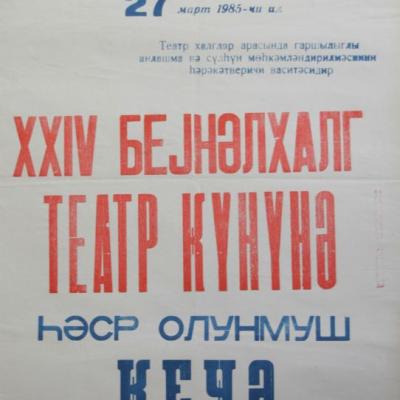 27 март 1985-чи ил
Театр халглар арасында гаршылыглы
анлашма вә сүлһүн мөһкәмләндирилмәсинин
һәрәкәтверичи васитәсидир
XXIV БЕЈНӘЛХАЛГ
ТЕАТР ҮҮНҮНӘ
ҺӘСР ОЛУНМУШ
КЕЧӘ